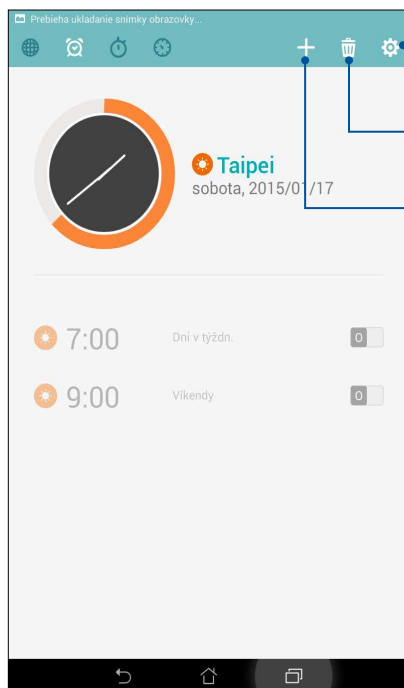 Prebieha ukladanie snímky obrazovky...
Taipei
sobota, 2015/01/17
7:00 Dni v týždn. O
9:00 Víkendy O